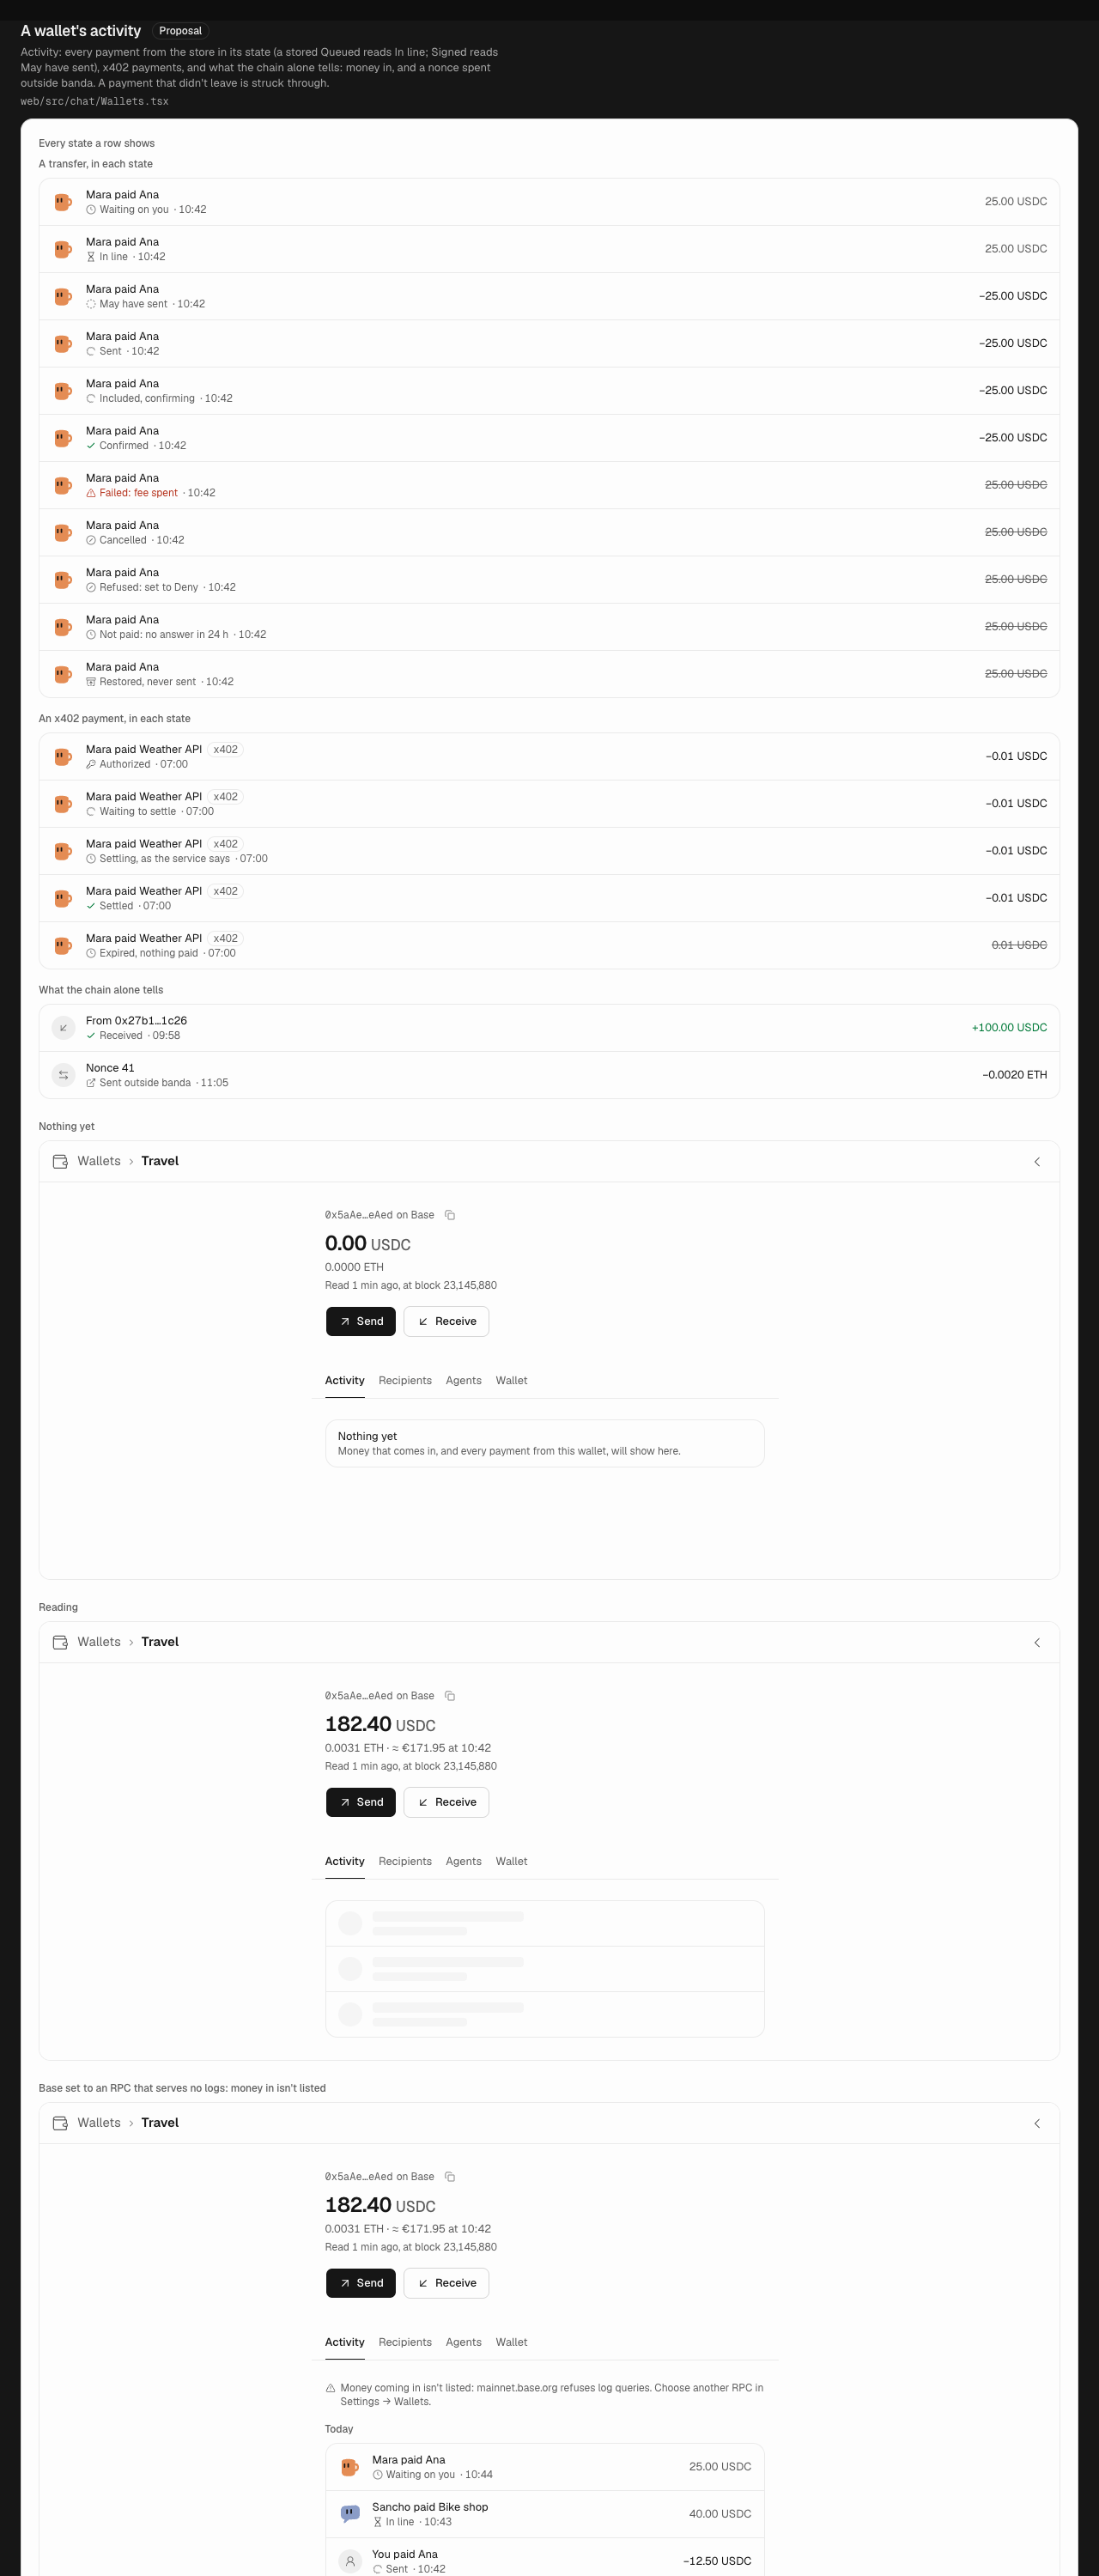 A wallet's activity Proposal
Activity: every payment from the store in its state (a stored Queued reads In line; Signed reads
May have sent), x402 payments, and what the chain alone tells: money in, and a nonce spent
outside banda. A payment that didn't leave is struck through.
web/src/chat/Wallets.tsx
Every state a row shows
A transfer, in each state
Mara paid Ana
Waiting on you · 10:42
25.00 USDC
Mara paid Ana
In line · 10:42
25.00 USDC
Mara paid Ana
May have sent · 10:42
−25.00 USDC
Mara paid Ana
Sent · 10:42
−25.00 USDC
Mara paid Ana
Included, confirming · 10:42
−25.00 USDC
Mara paid Ana
Confirmed · 10:42
−25.00 USDC
Mara paid Ana
Failed: fee spent · 10:42
25.00 USDC
Mara paid Ana
Cancelled · 10:42
25.00 USDC
Mara paid Ana
Refused: set to Deny · 10:42
25.00 USDC
Mara paid Ana
Not paid: no answer in 24 h · 10:42
25.00 USDC
Mara paid Ana
Restored, never sent · 10:42
25.00 USDC
An x402 payment, in each state
Mara paid Weather API x402
Authorized · 07:00
−0.01 USDC
Mara paid Weather API x402
Waiting to settle · 07:00
−0.01 USDC
Mara paid Weather API x402
Settling, as the service says · 07:00
−0.01 USDC
Mara paid Weather API x402
Settled · 07:00
−0.01 USDC
Mara paid Weather API x402
Expired, nothing paid · 07:00
0.01 USDC
What the chain alone tells
From 0x27b1…1c26
Received · 09:58
+100.00 USDC
Nonce 41
Sent outside banda · 11:05
−0.0020 ETH
Nothing yet
Wallets › Travel
0x5aAe…eAed on Base
0.00 USDC
0.0000 ETH
Read 1 min ago, at block 23,145,880
Send Receive
Activity Recipients Agents Wallet
Nothing yet
Money that comes in, and every payment from this wallet, will show here.
Reading
Wallets › Travel
0x5aAe…eAed on Base
182.40 USDC
0.0031 ETH · ≈ €171.95 at 10:42
Read 1 min ago, at block 23,145,880
Send Receive
Activity Recipients Agents Wallet
Base set to an RPC that serves no logs: money in isn't listed
Wallets › Travel
0x5aAe…eAed on Base
182.40 USDC
0.0031 ETH · ≈ €171.95 at 10:42
Read 1 min ago, at block 23,145,880
Send Receive
Activity Recipients Agents Wallet
Money coming in isn't listed: mainnet.base.org refuses log queries. Choose another RPC in
Settings → Wallets.
Today
Mara paid Ana
Waiting on you · 10:44
25.00 USDC
Sancho paid Bike shop
In line · 10:43
40.00 USDC
You paid Ana
Sent · 10:42
−12.50 USDC